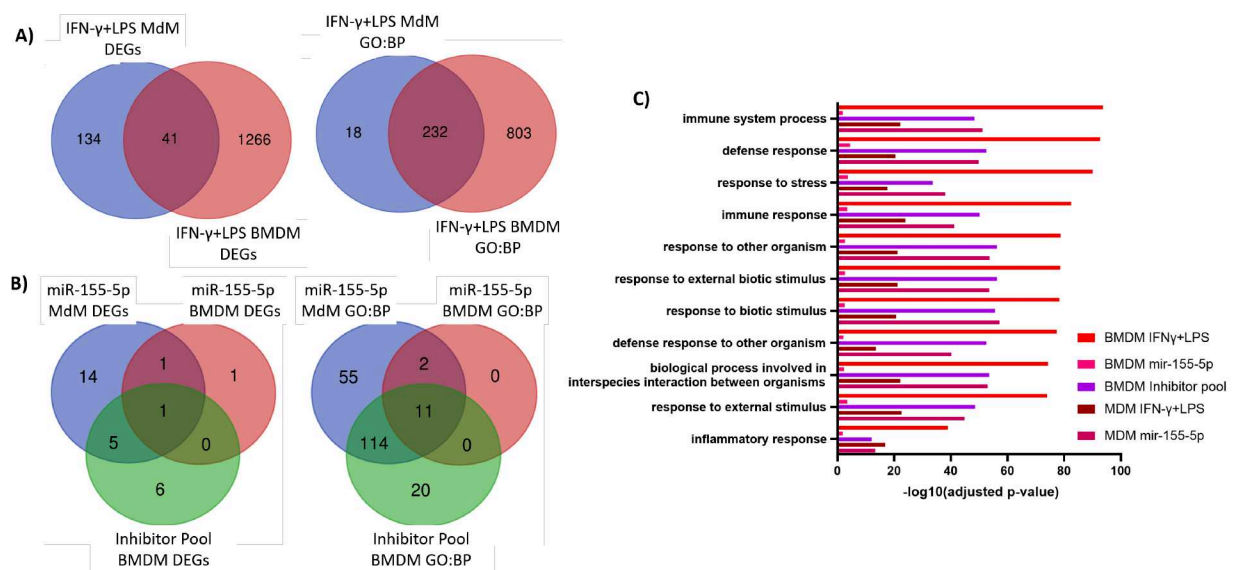 A)
IFN-γ+LPS MdM
DEGs
134
41
1266
IFN-γ+LPS BMDM
DEGs
IFN-γ+LPS MdM
GO:BP
18
232
803
IFN-γ+LPS BMDM
GO:BP
B)
miR-155-5p
MdM DEGs
miR-155-5p
BMDM DEGs
14
1
1
1
5
0
6
Inhibitor Pool
BMDM DEGs
miR-155-5p
MdM GO:BP
miR-155-5p
BMDM GO:BP
55
2
0
11
114
0
20
Inhibitor Pool
BMDM GO:BP
C)
immune system process
defense response
response to stress
immune response
response to other organism
response to external biotic stimulus
response to biotic stimulus
defense response to other organism
biological process involved in
interspecies interaction between organisms
response to external stimulus
inflammatory response
0 20 40 60 80 100
-log10(adjusted p-value)
BMDM IFNγ+LPS
BMDM mir-155-5p
BMDM Inhibitor pool
MDM IFN-γ+LPS
MDM mir-155-5p